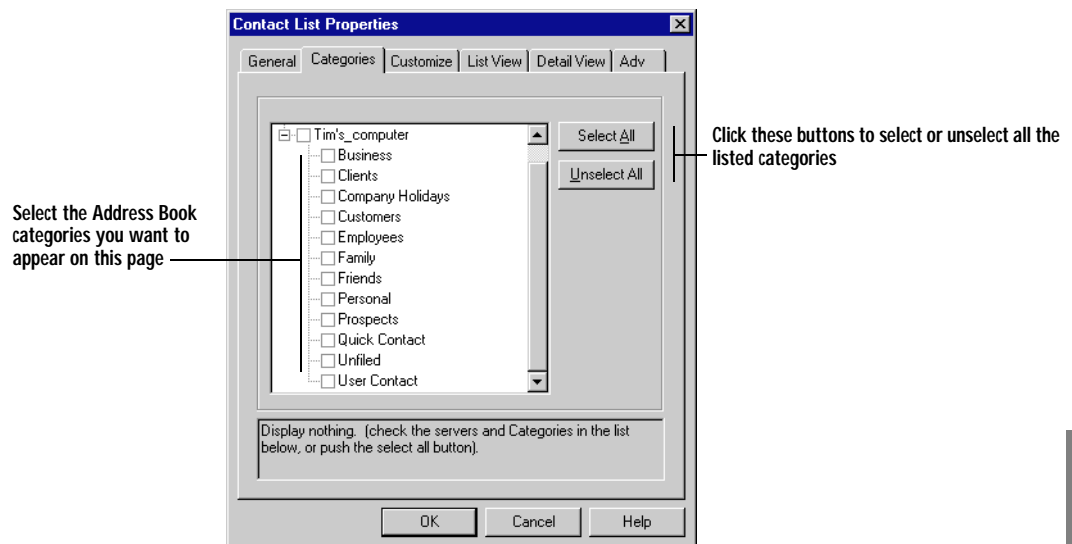 Contact List Properties
General Categories Customize List View Detail View Adv
Tim's_computer
Business
Clients
Company Holidays
Customers
Employees
Family
Friends
Personal
Prospects
Quick Contact
Unfiled
User Contact
Select All
Unselect All
Click these buttons to select or unselect all the
listed categories
Select the Address Book
categories you want to
appear on this page
Display nothing. (check the servers and Categories in the list
below, or push the select all button).
OK Cancel Help